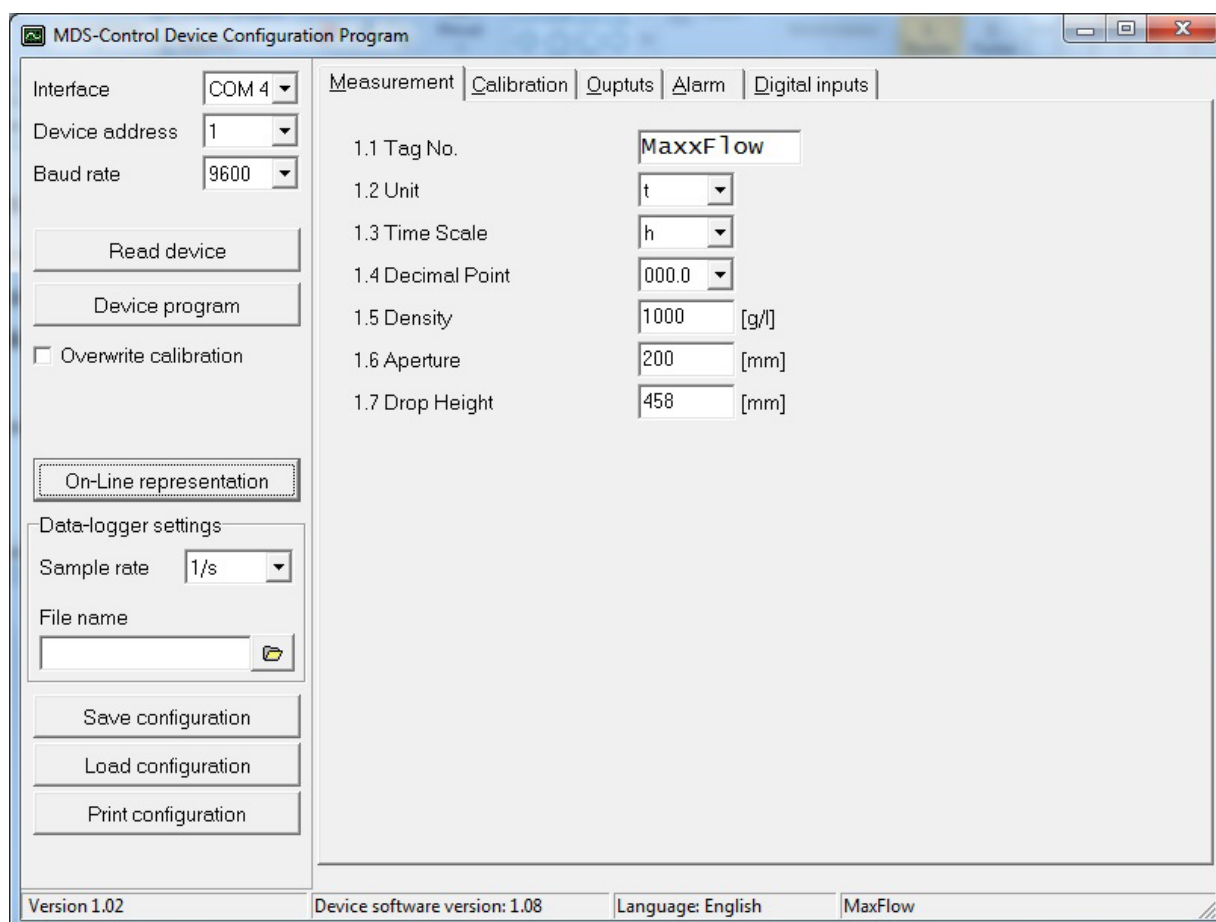 MDS-Control Device Configuration Program
Interface COM 4
Device address 1
Baud rate 9600
Read device
Device program
Overwrite calibration
On-Line representation
Data-logger settings
Sample rate 1/s
File name
Save configuration
Load configuration
Print configuration
Measurement Calibration Ouptuts Alarm Digital inputs
1.1 Tag No. MaxxFlow
1.2 Unit t
1.3 Time Scale h
1.4 Decimal Point 000.0
1.5 Density 1000 [g/l]
1.6 Aperture 200 [mm]
1.7 Drop Height 458 [mm]
Version 1.02 Device software version: 1.08 Language: English MaxFlow